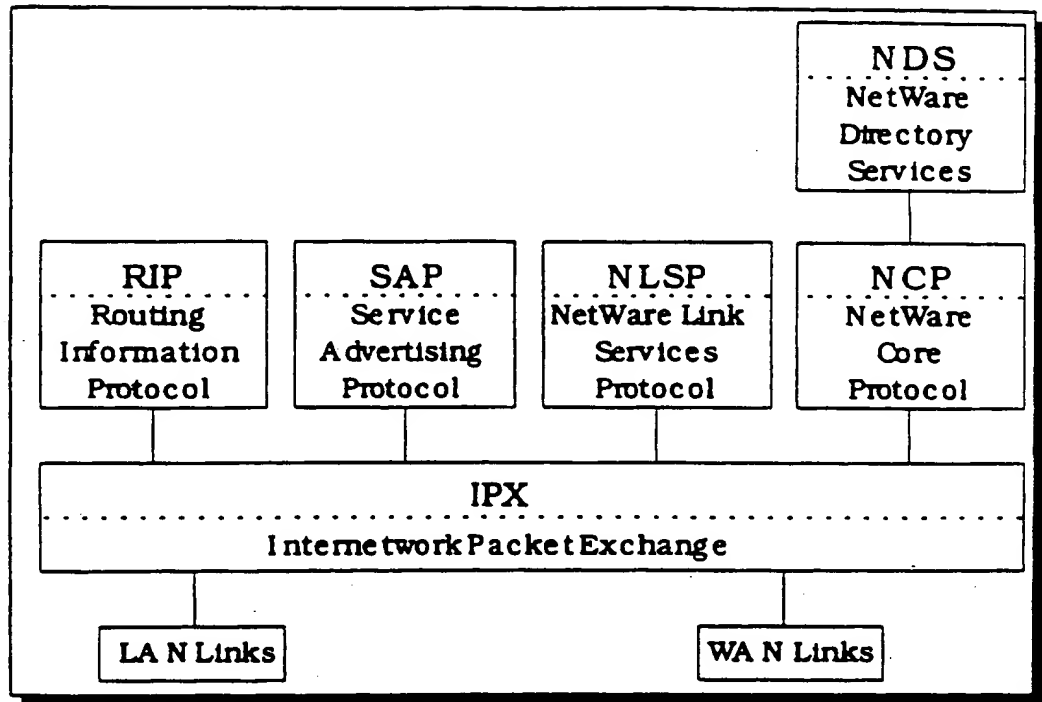 NDS
NetWare
Directory
Services
RIP
Routing
Information
Protocol
SAP
Service
Advertising
Protocol
NLSP
NetWare Link
Services
Protocol
NCP
NetWare
Core
Protocol
IPX
Internetwork Packet Exchange
LAN Links
WAN Links